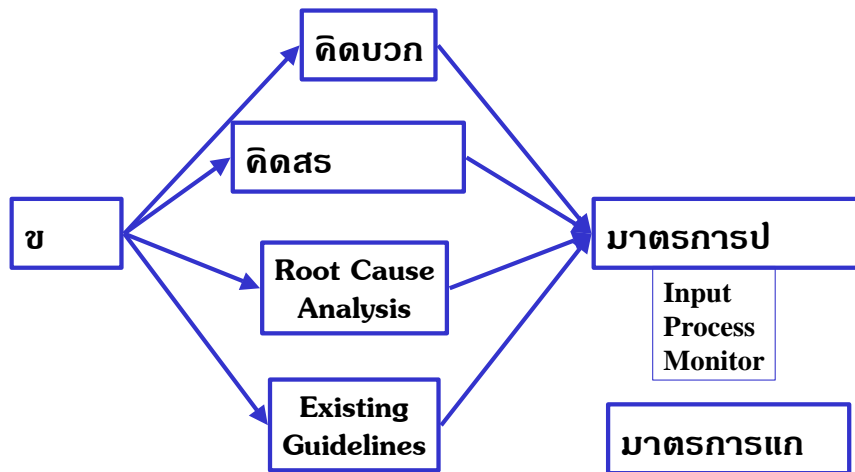 คิดบวก
คิดสร
ข
Root Cause
Analysis
Existing
Guidelines
มาตรการป
Input
Process
Monitor
มาตรการแก